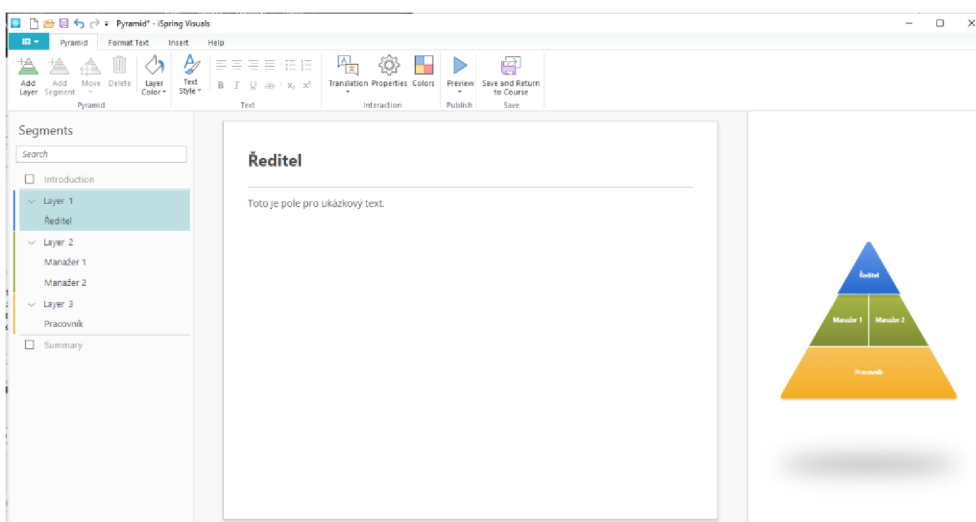 Pyramid* - iSpring Visuals
Pyramid Format Text Insert Help
Add Layer
Add Segment
Move
Delete
Layer Color
Text Style
B I U ab X₂ X²
Translation
Properties
Colors
Preview
Save and Return to Course
Pyramid
Text
Interaction
Publish
Save
Segments
Search
Introduction
Layer 1
Ředitel
Layer 2
Manažer 1
Manažer 2
Layer 3
Pracovník
Summary
Ředitel
Toto je pole pro ukázkový text.
Ředitel
Manažer 1 Manažer 2
Pracovník